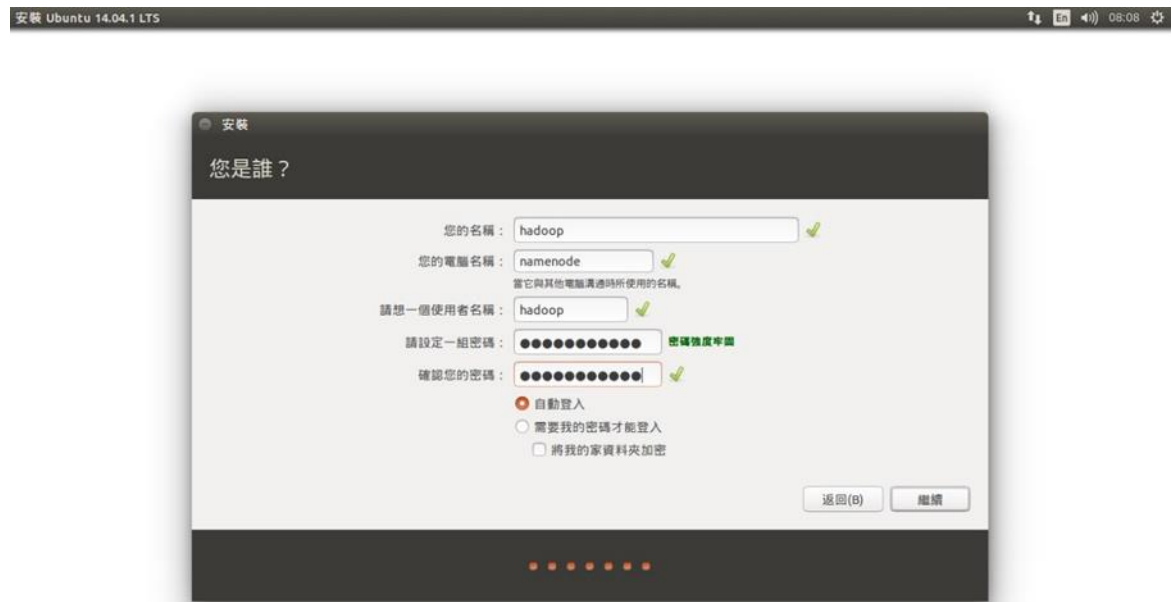 安裝 Ubuntu 14.04.1 LTS
En 08:08
安裝
您是誰？
您的名稱： hadoop
您的電腦名稱： namenode
當它與其他電腦溝通時所使用的名稱。
請想一個使用者名稱： hadoop
請設定一組密碼： ●●●●●●●●●●● 密碼強度牢固
確認您的密碼： ●●●●●●●●●●●
自動登入
需要我的密碼才能登入
將我的家資料夾加密
返回(B) 繼續